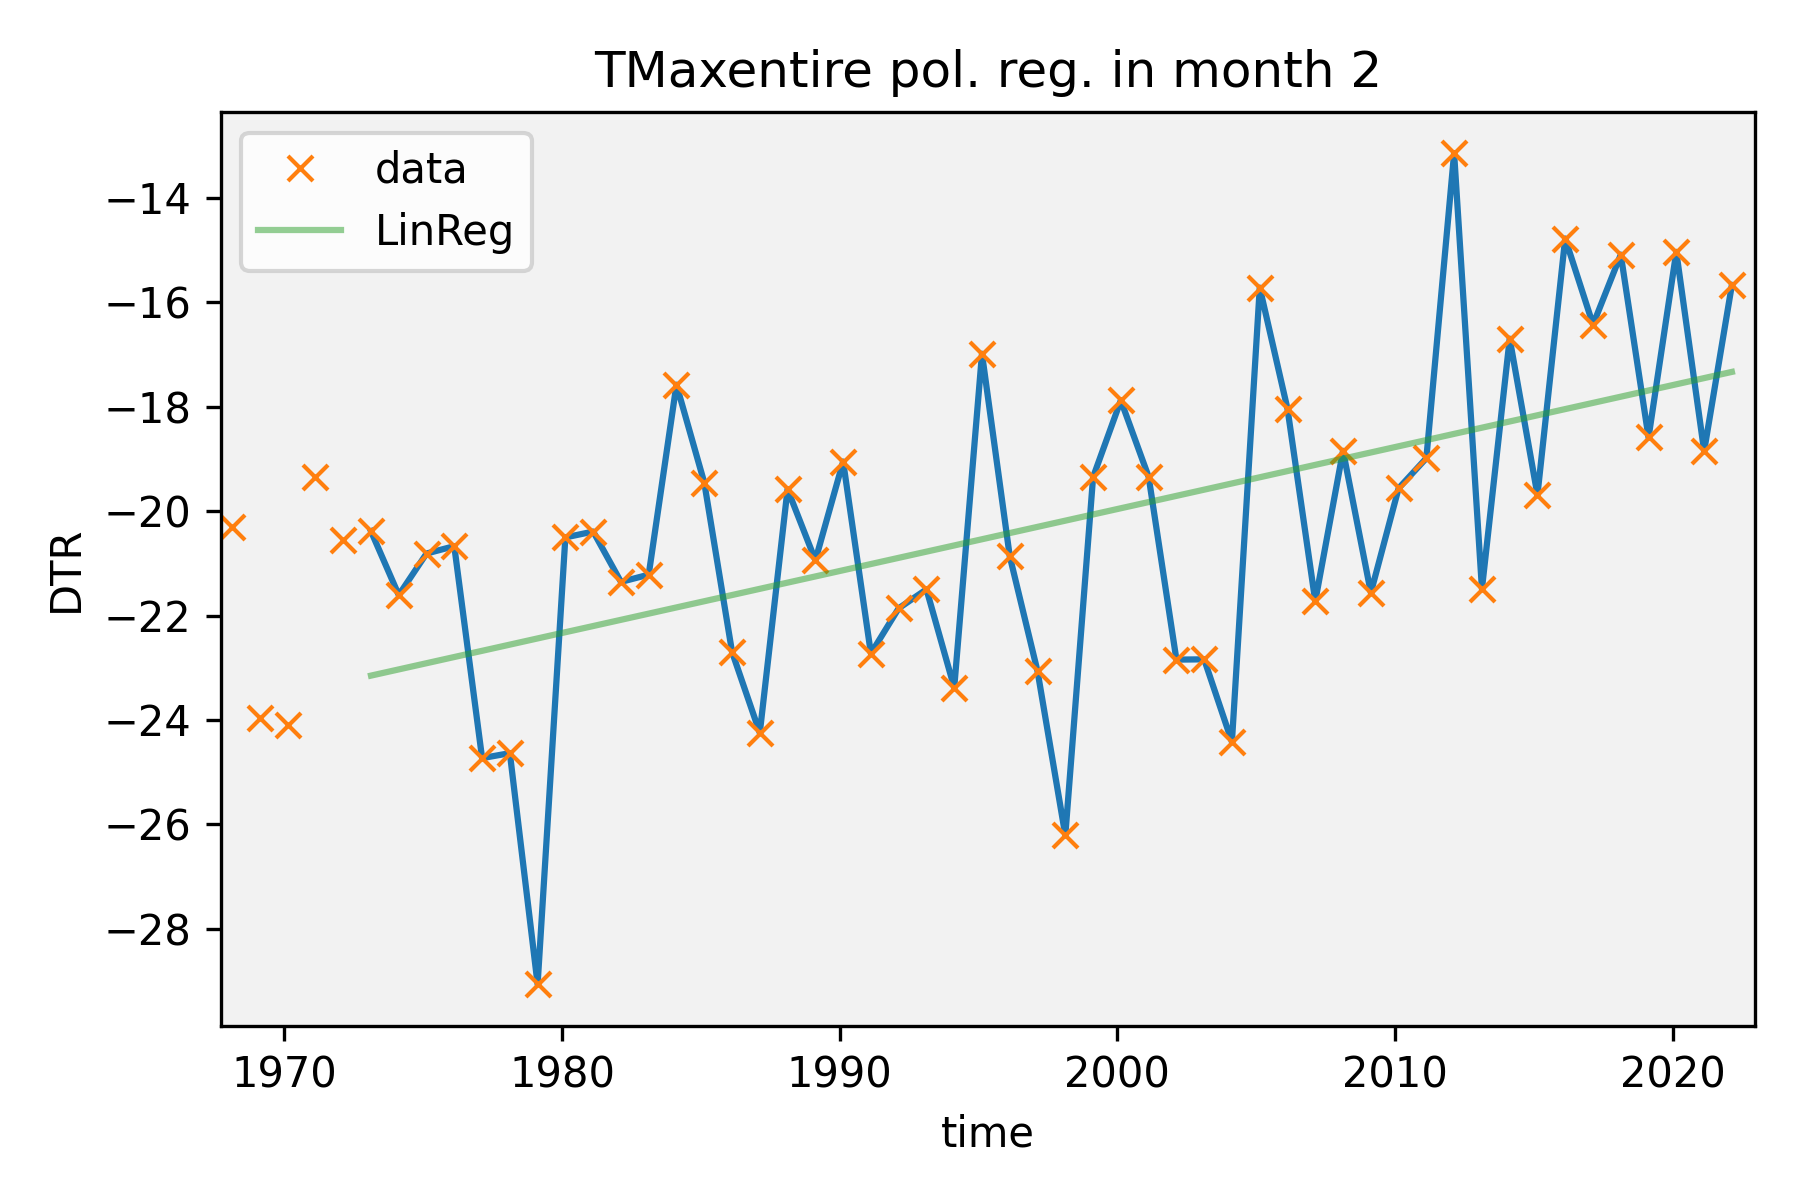 TMaxentire pol. reg. in month 2
data
LinReg
−14
−16
−18
−20
−22
−24
−26
−28
DTR
1970 1980 1990 2000 2010 2020
time